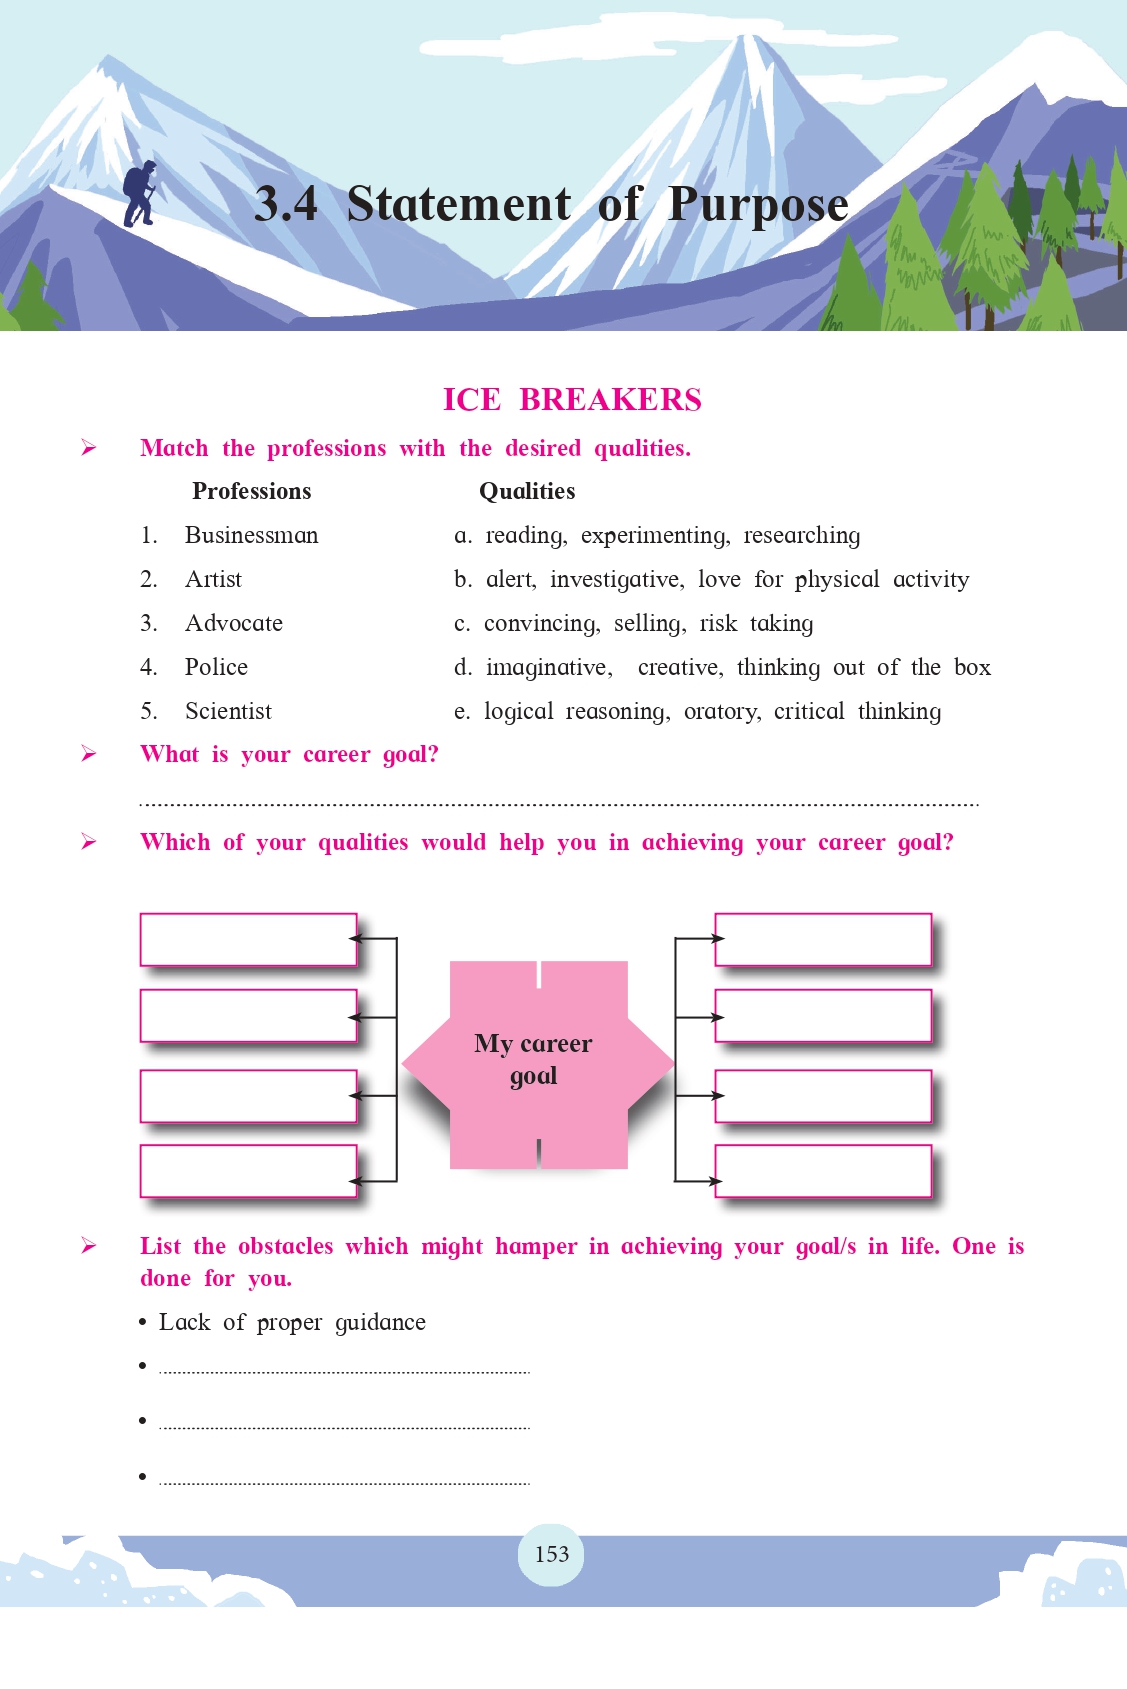 3.4 Statement of Purpose
ICE BREAKERS
Match the professions with the desired qualities.
Professions Qualities
1. Businessman a. reading, experimenting, researching
2. Artist b. alert, investigative, love for physical activity
3. Advocate c. convincing, selling, risk taking
4. Police d. imaginative, creative, thinking out of the box
5. Scientist e. logical reasoning, oratory, critical thinking
What is your career goal?
Which of your qualities would help you in achieving your career goal?
My career
goal
List the obstacles which might hamper in achieving your goal/s in life. One is
done for you.
• Lack of proper guidance
•
•
•
153